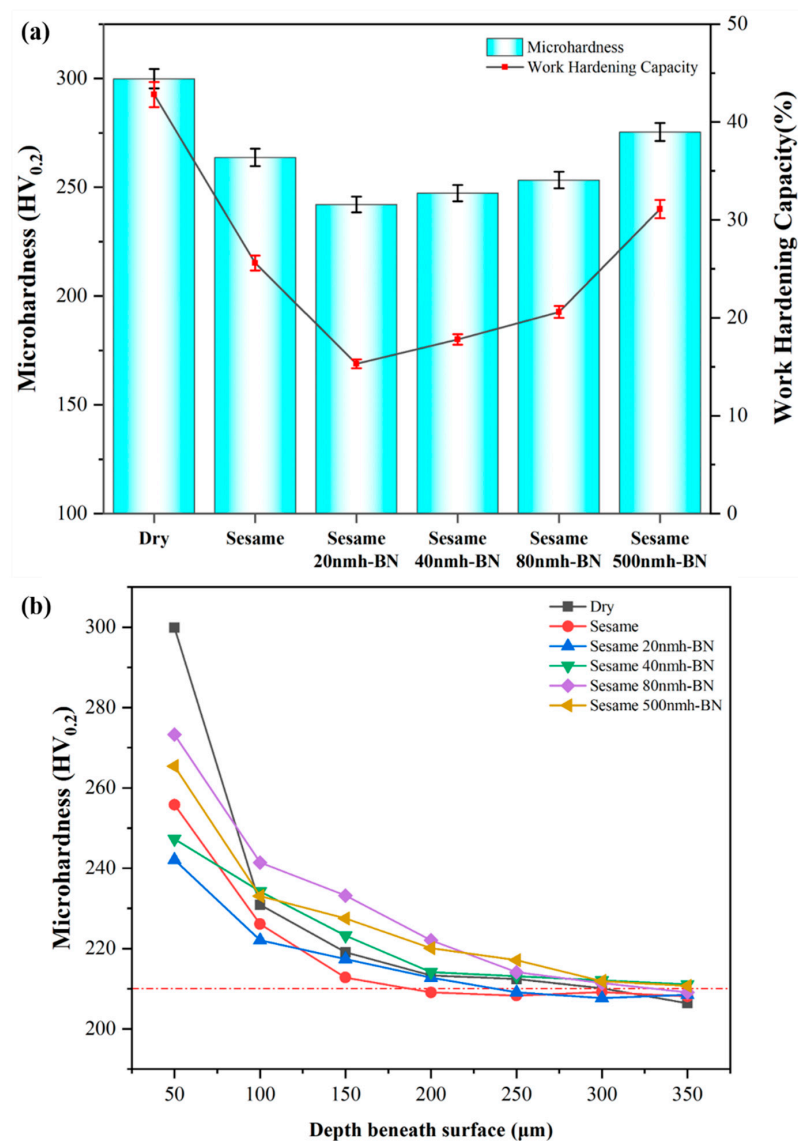 (a)
Microhardness
Work Hardening Capacity
Microhardness (HV0.2)
300
250
200
150
100
Work Hardening Capacity(%)
50
40
30
20
10
0
Dry
Sesame
Sesame
20nmh-BN
Sesame
40nmh-BN
Sesame
80nmh-BN
Sesame
500nmh-BN
(b)
Dry
Sesame
Sesame 20nmh-BN
Sesame 40nmh-BN
Sesame 80nmh-BN
Sesame 500nmh-BN
Microhardness (HV0.2)
300
280
260
240
220
200
50 100 150 200 250 300 350
Depth beneath surface (μm)